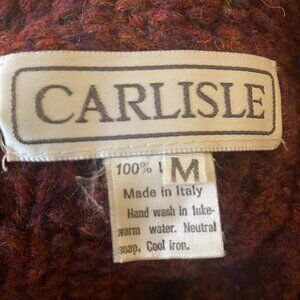 CARLISLE
100% M
Made in Italy
Hand wash in luke-
warm water. Neutral
soap. Cool iron.